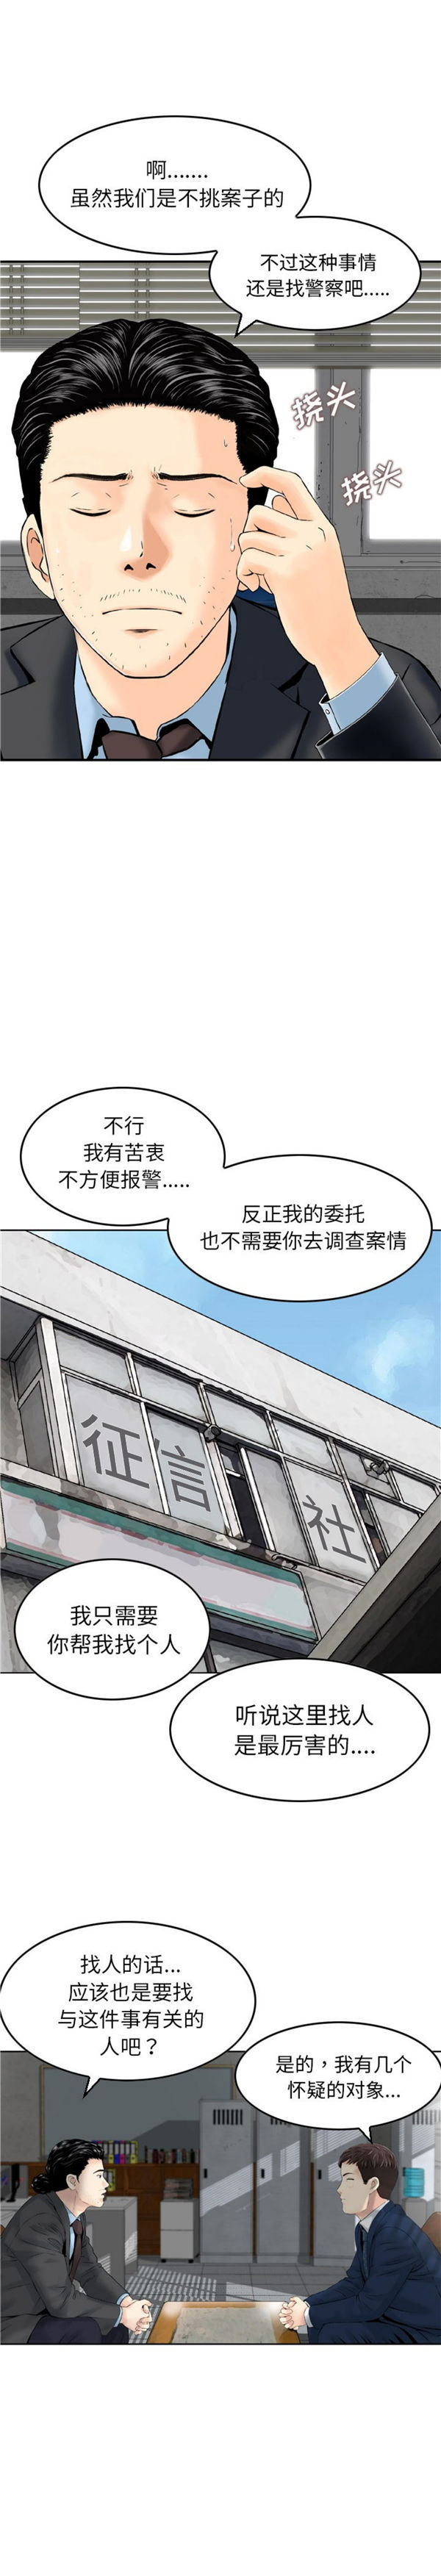 啊.......
虽然我们是不挑案子的
不过这种事情
还是找警察吧.....
挠头
挠头
不行
我有苦衷
不方便报警.....
反正我的委托
也不需要你去调查案情
征信社
我只需要
你帮我找个人
听说这里找人
是最厉害的....
找人的话...
应该也是要找
与这件事有关的
人吧？
是的，我有几个
怀疑的对象...